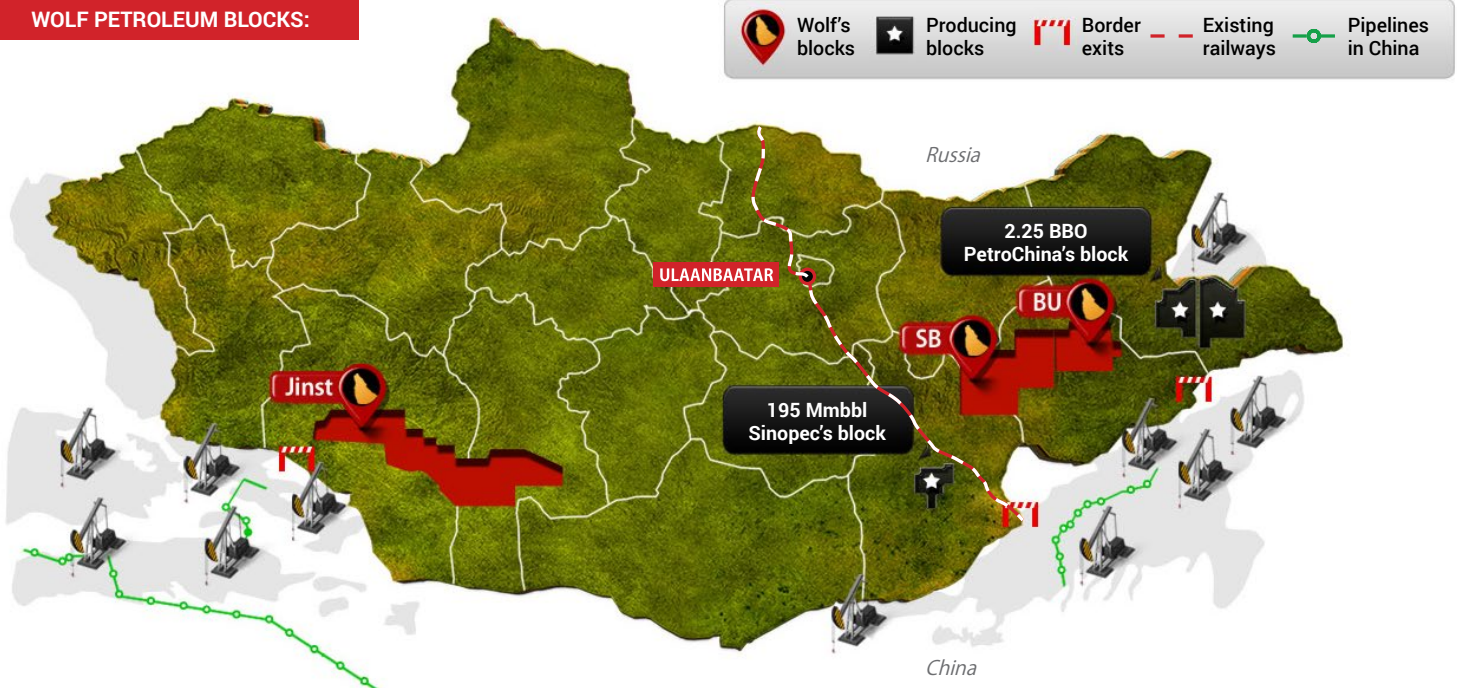 WOLF PETROLEUM BLOCKS:
Wolf's
blocks
Producing
blocks
Border
exits
Existing
railways
Pipelines
in China
Russia
2.25 BBO
PetroChina's block
ULAANBAATAR
BU
SB
Jinst
195 Mmbbl
Sinopec's block
China